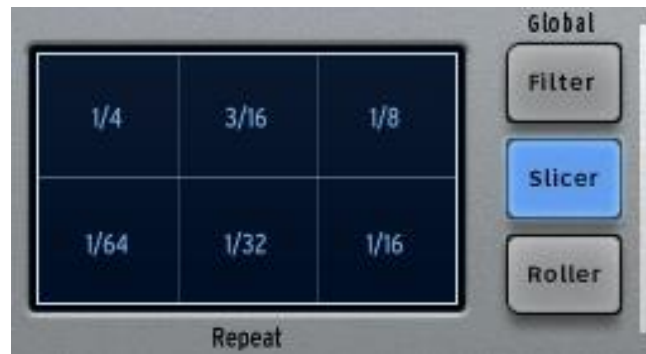 Global
Filter
1/4 3/16 1/8
Slicer
1/64 1/32 1/16
Roller
Repeat